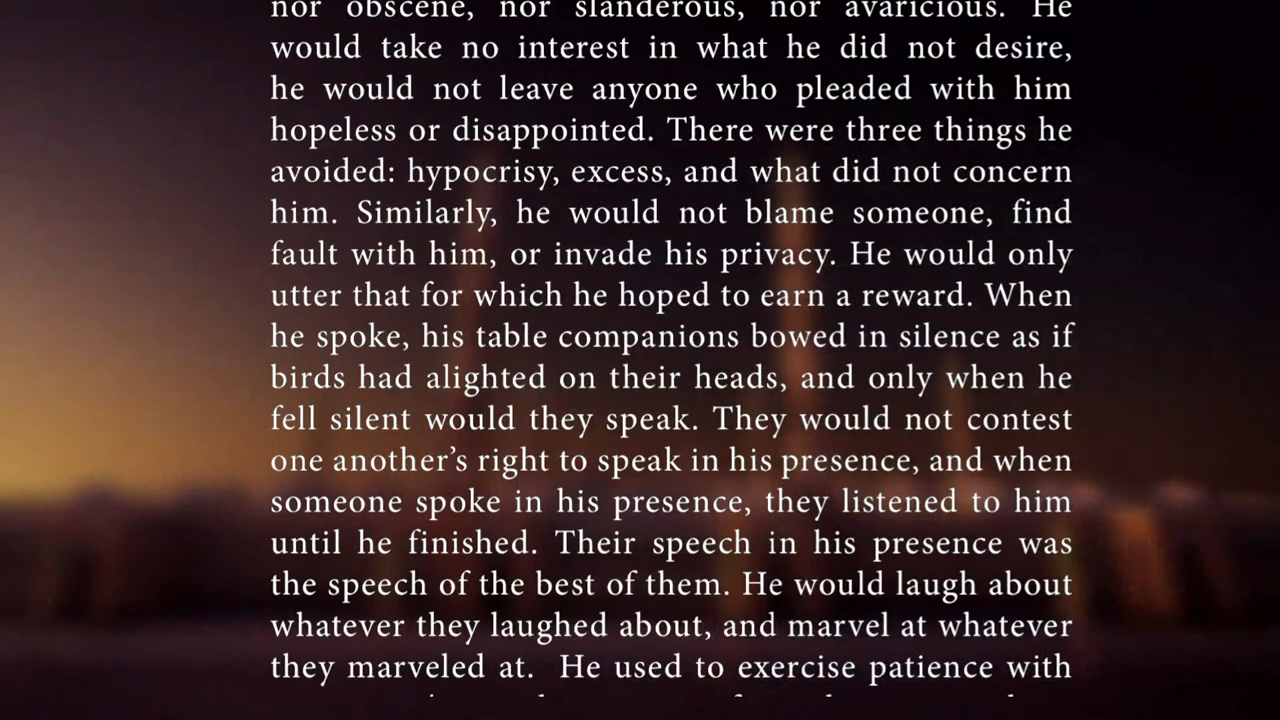 nor obscene, nor slanderous, nor avaricious. He
would take no interest in what he did not desire,
he would not leave anyone who pleaded with him
hopeless or disappointed. There were three things he
avoided: hypocrisy, excess, and what did not concern
him. Similarly, he would not blame someone, find
fault with him, or invade his privacy. He would only
utter that for which he hoped to earn a reward. When
he spoke, his table companions bowed in silence as if
birds had alighted on their heads, and only when he
fell silent would they speak. They would not contest
one another’s right to speak in his presence, and when
someone spoke in his presence, they listened to him
until he finished. Their speech in his presence was
the speech of the best of them. He would laugh about
whatever they laughed about, and marvel at whatever
they marveled at.  He used to exercise patience with